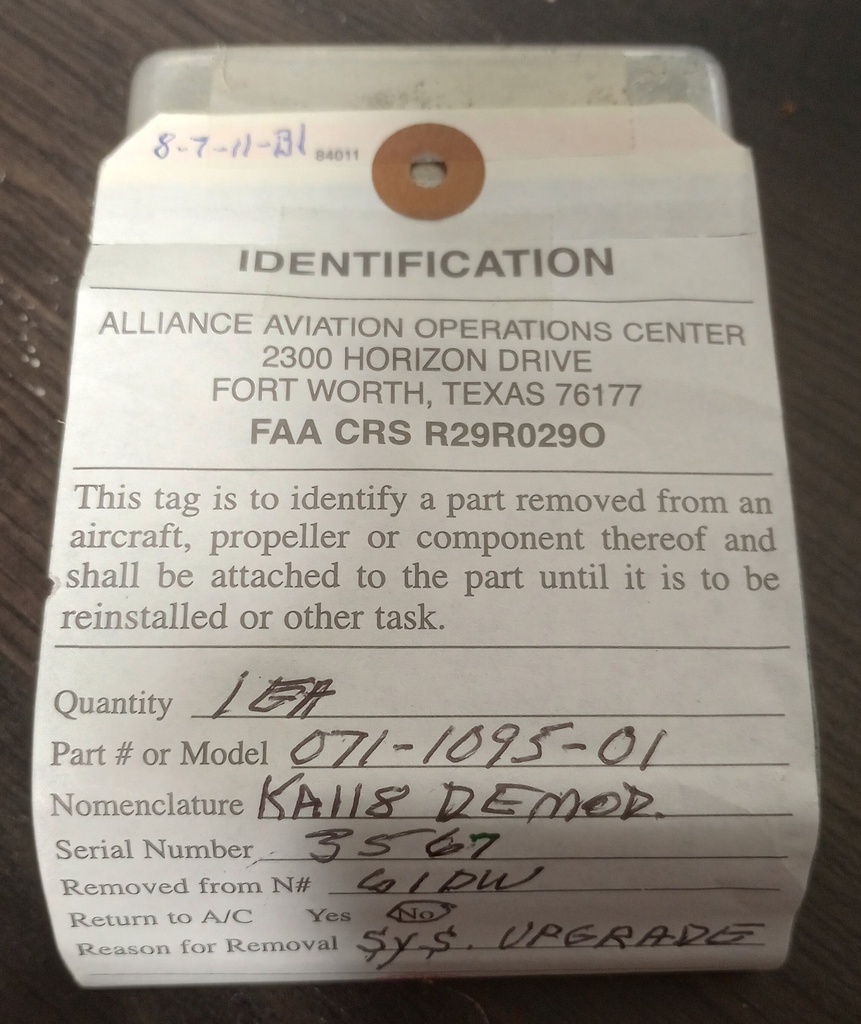 8-7-11-B1 84011
IDENTIFICATION
ALLIANCE AVIATION OPERATIONS CENTER
2300 HORIZON DRIVE
FORT WORTH, TEXAS 76177
FAA CRS R29R029O
This tag is to identify a part removed from an
aircraft, propeller or component thereof and
shall be attached to the part until it is to be
reinstalled or other task.
Quantity 1 EA
Part # or Model 071-1095-01
Nomenclature KA118 DEMOD.
Serial Number 3567
Removed from N# 61DW
Return to A/C Yes No
Reason for Removal SYS. UPGRADE